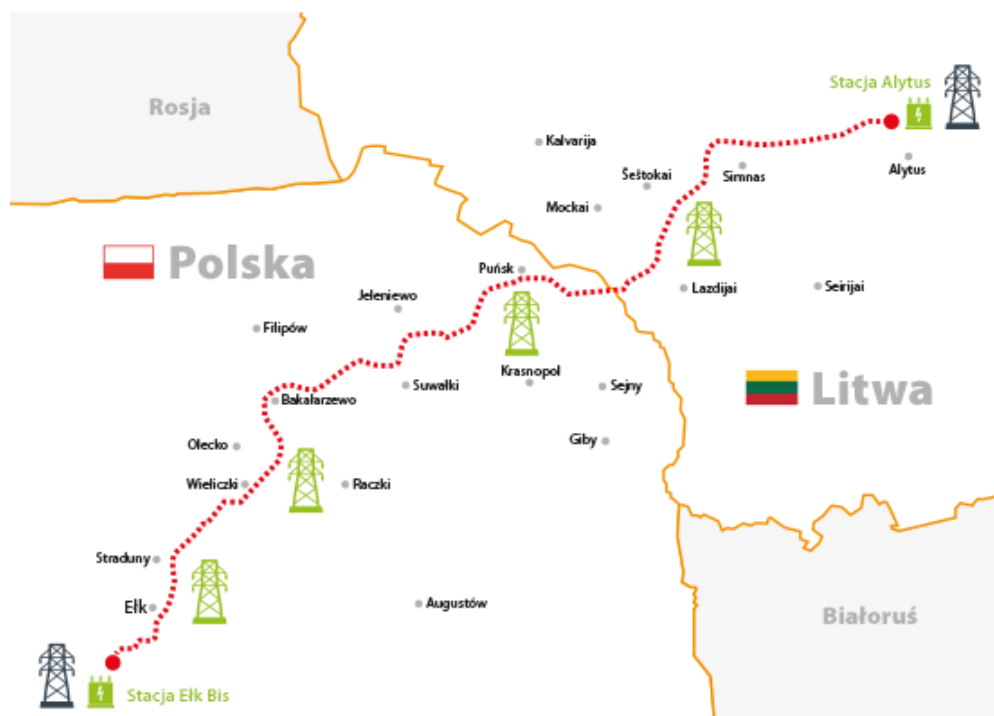 Stacja Alytus
Rosja
Kalvarija
Alytus
Simnas
Šeštokai
Mockai
Polska
Puńsk
Lazdijai
Seirijai
Jeleniewo
Filipów
Krasnopol
Suwałki
Sejny
Litwa
Bakałarzewo
Giby
Olecko
Wieliczki
Raczki
Straduny
Ełk
Augustów
Białoruś
Stacja Ełk Bis